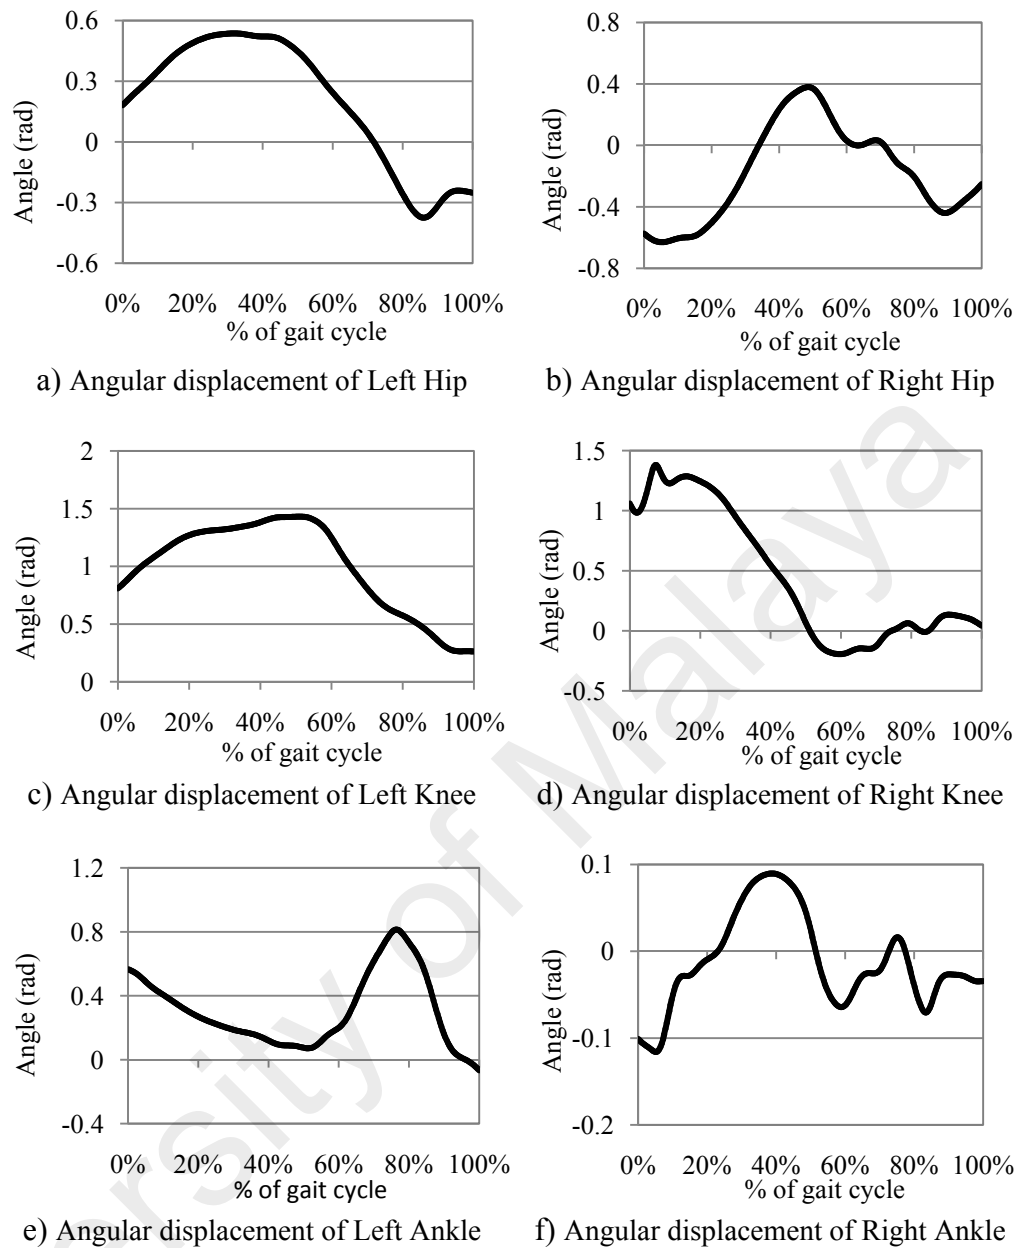 0.6
0.3
0
-0.3
-0.6
Angle (rad)
0% 20% 40% 60% 80% 100%
% of gait cycle
a) Angular displacement of Left Hip
0.8
0.4
0
-0.4
-0.8
Angle (rad)
0% 20% 40% 60% 80% 100%
% of gait cycle
b) Angular displacement of Right Hip
2
1.5
1
0.5
0
Angle (rad)
0% 20% 40% 60% 80% 100%
% of gait cycle
c) Angular displacement of Left Knee
1.5
1
0.5
0
-0.5
Angle (rad)
0% 20% 40% 60% 80% 100%
% of gait cycle
d) Angular displacement of Right Knee
1.2
0.8
0.4
0
-0.4
Angle (rad)
0% 20% 40% 60% 80% 100%
% of gait cycle
e) Angular displacement of Left Ankle
0.1
0
-0.1
-0.2
Angle (rad)
0% 20% 40% 60% 80% 100%
% of gait cycle
f) Angular displacement of Right Ankle
ersity of Malaya